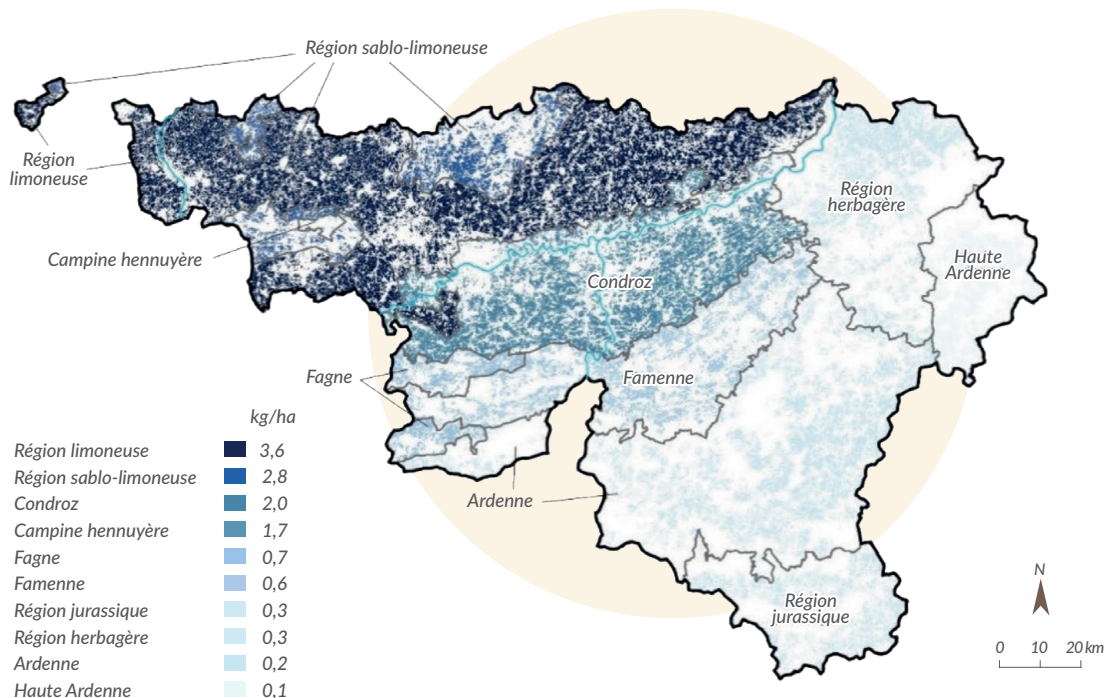 Région sablo-limoneuse
Région
limoneuse
Campine hennuyère
Région
herbagère
Haute
Ardenne
Condroz
Fagne
Famenne
Ardenne
Région
jurassique
kg/ha
Région limoneuse 3,6
Région sablo-limoneuse 2,8
Condroz 2,0
Campine hennuyère 1,7
Fagne 0,7
Famenne 0,6
Région jurassique 0,3
Région herbagère 0,3
Ardenne 0,2
Haute Ardenne 0,1
N
0 10 20 km